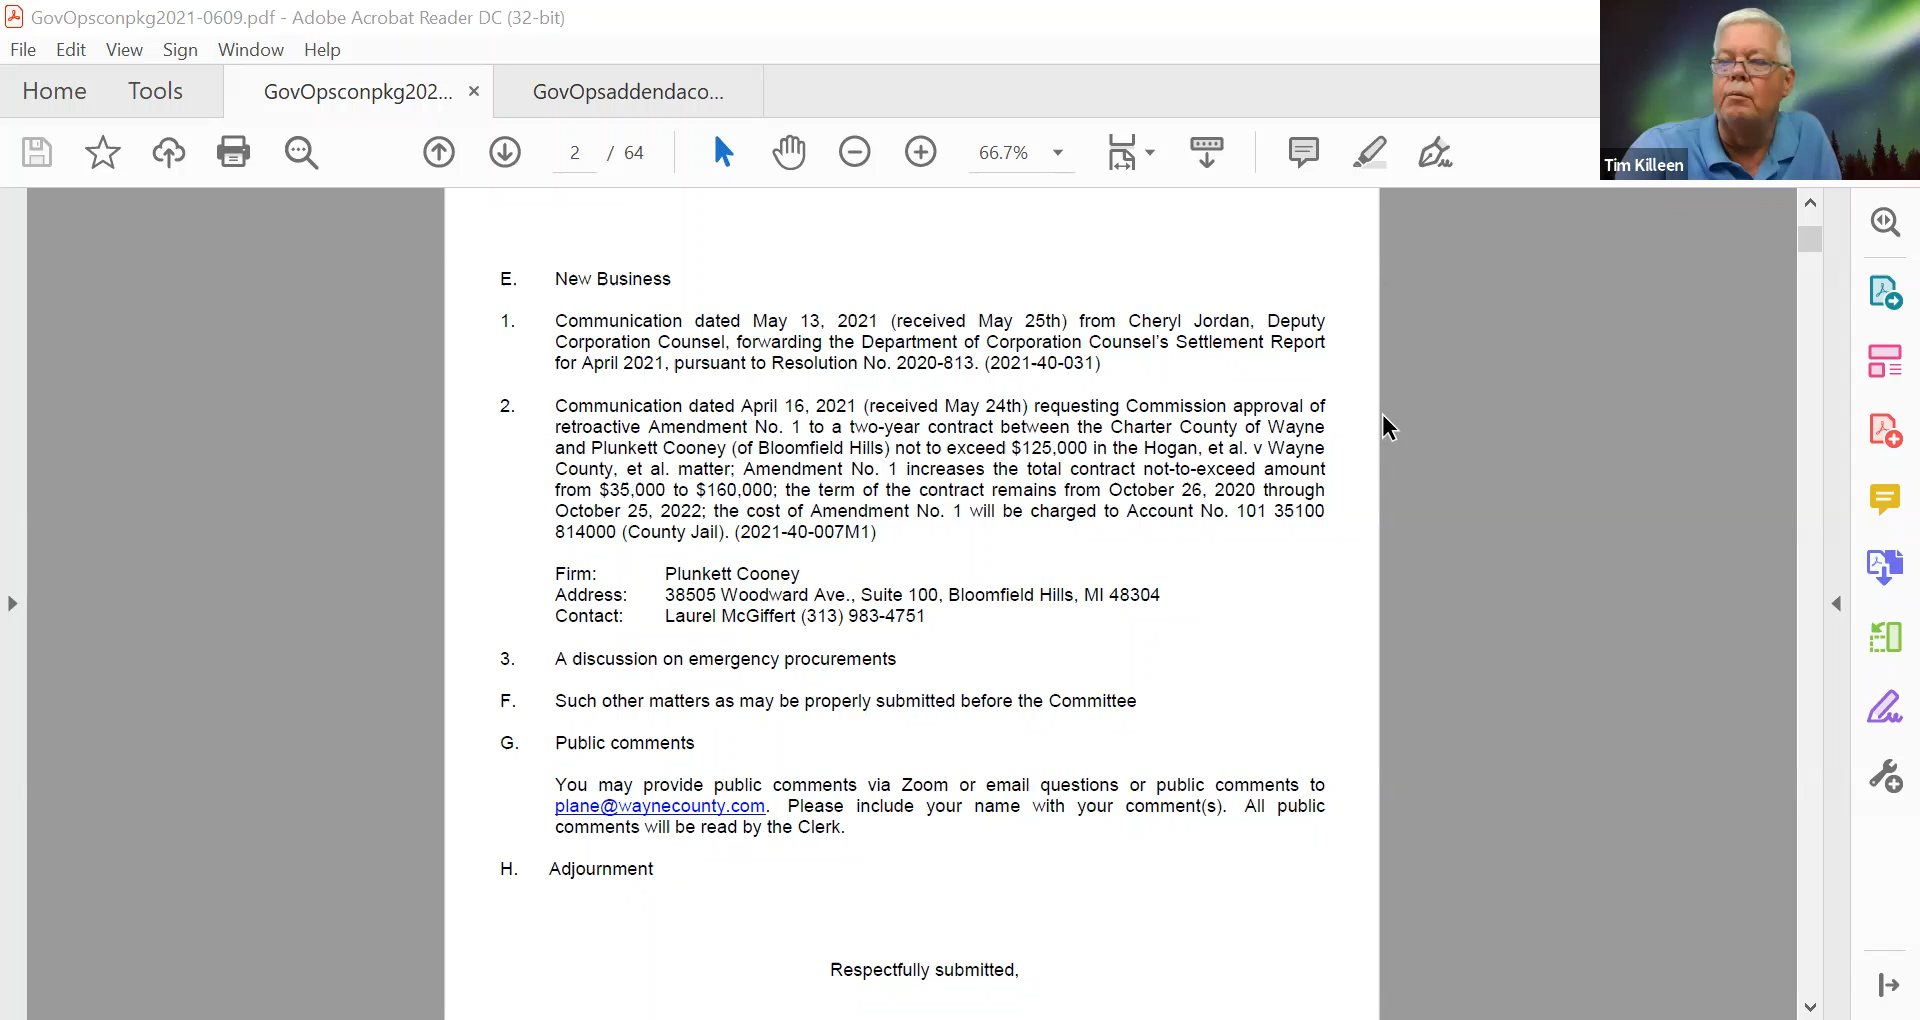 GovOpsconpkg2021-0609.pdf - Adobe Acrobat Reader DC (32-bit)
File Edit View Sign Window Help
Home Tools GovOpsconpkg202... × GovOpsaddendaco...
2 / 64 66.7%
Tim Killeen
E. New Business
1. Communication dated May 13, 2021 (received May 25th) from Cheryl Jordan, Deputy
Corporation Counsel, forwarding the Department of Corporation Counsel's Settlement Report
for April 2021, pursuant to Resolution No. 2020-813. (2021-40-031)
2. Communication dated April 16, 2021 (received May 24th) requesting Commission approval of
retroactive Amendment No. 1 to a two-year contract between the Charter County of Wayne
and Plunkett Cooney (of Bloomfield Hills) not to exceed $125,000 in the Hogan, et al. v Wayne
County, et al. matter; Amendment No. 1 increases the total contract not-to-exceed amount
from $35,000 to $160,000; the term of the contract remains from October 26, 2020 through
October 25, 2022; the cost of Amendment No. 1 will be charged to Account No. 101 35100
814000 (County Jail). (2021-40-007M1)
Firm: Plunkett Cooney
Address: 38505 Woodward Ave., Suite 100, Bloomfield Hills, MI 48304
Contact: Laurel McGiffert (313) 983-4751
3. A discussion on emergency procurements
F. Such other matters as may be properly submitted before the Committee
G. Public comments
You may provide public comments via Zoom or email questions or public comments to
plane@waynecounty.com. Please include your name with your comment(s). All public
comments will be read by the Clerk.
H. Adjournment
Respectfully submitted,